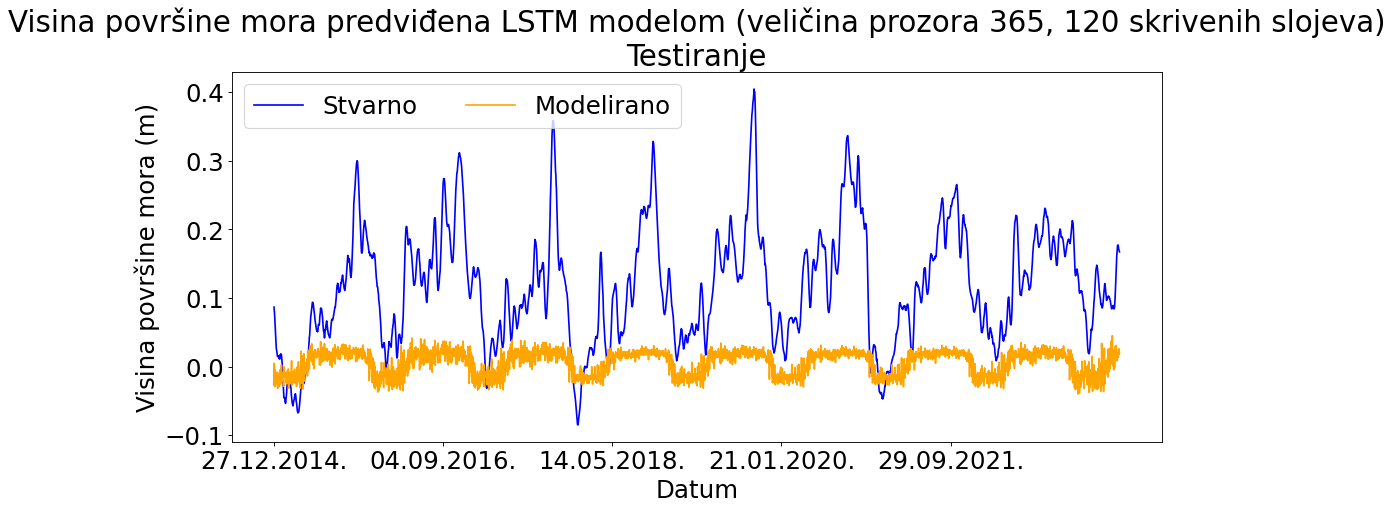 Visina površine mora predviđena LSTM modelom (veličina prozora 365, 120 skrivenih slojeva)
Testiranje
Stvarno
Modelirano
Visina površine mora (m)
0.4
0.3
0.2
0.1
0.0
−0.1
27.12.2014.
04.09.2016.
14.05.2018.
21.01.2020.
29.09.2021.
Datum